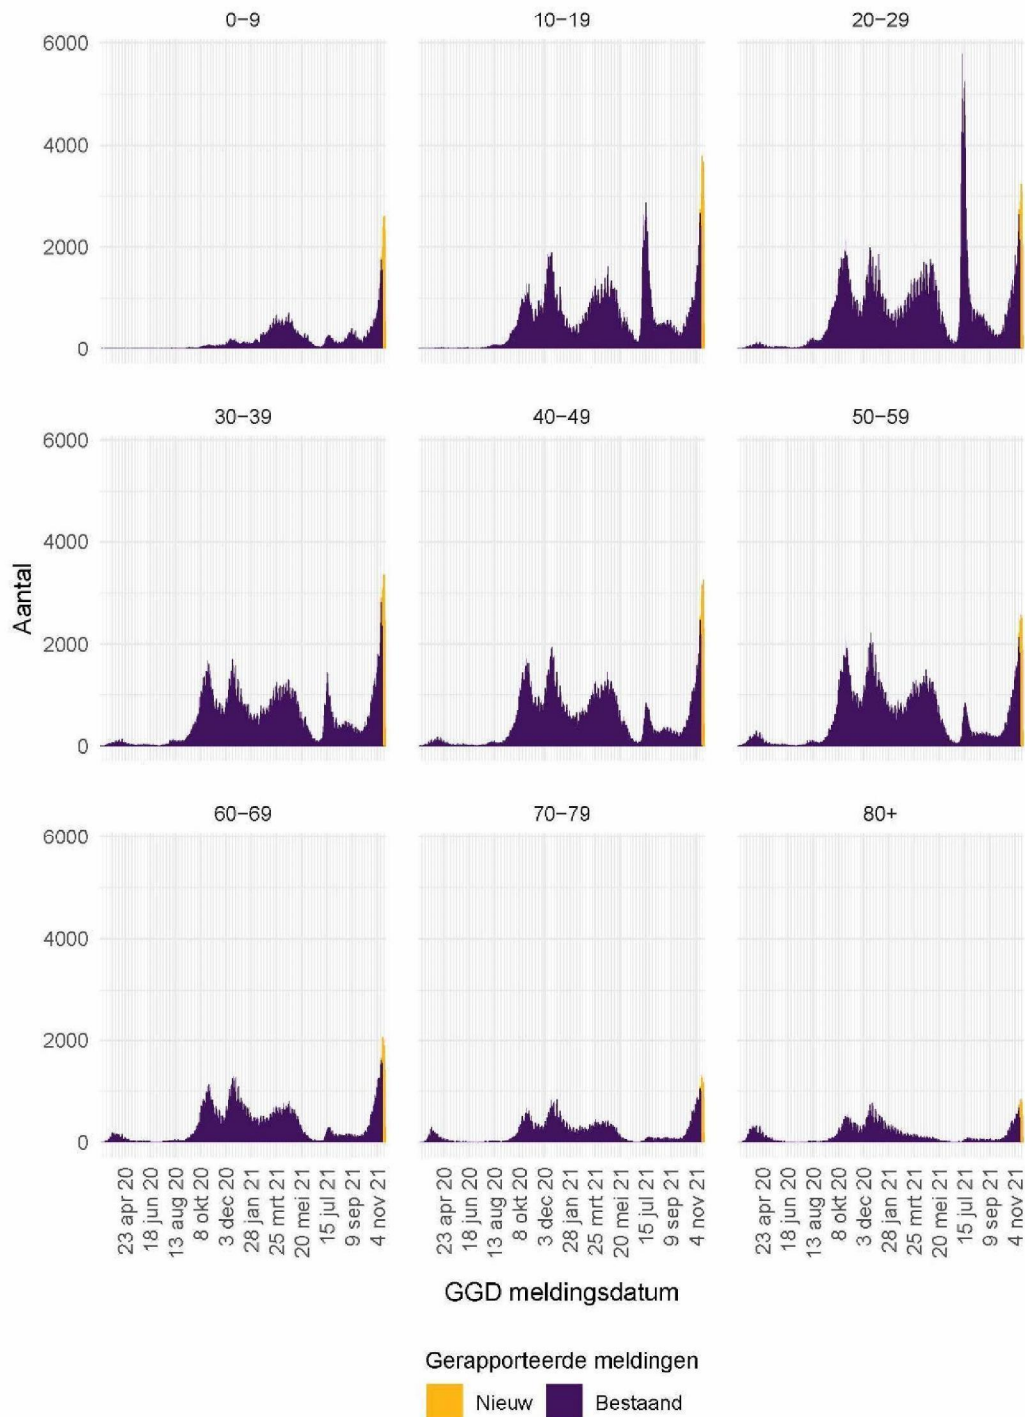 0−9
10−19
20−29
6000
4000
2000
0
30−39
40−49
50−59
6000
4000
2000
0
Aantal
60−69
70−79
80+
6000
4000
2000
0
23 apr 20
18 jun 20
13 aug 20
8 okt 20
3 dec 20
28 jan 21
25 mrt 21
20 mei 21
15 jul 21
9 sep 21
4 nov 21
23 apr 20
18 jun 20
13 aug 20
8 okt 20
3 dec 20
28 jan 21
25 mrt 21
20 mei 21
15 jul 21
9 sep 21
4 nov 21
23 apr 20
18 jun 20
13 aug 20
8 okt 20
3 dec 20
28 jan 21
25 mrt 21
20 mei 21
15 jul 21
9 sep 21
4 nov 21
GGD meldingsdatum
Gerapporteerde meldingen
Nieuw Bestaand